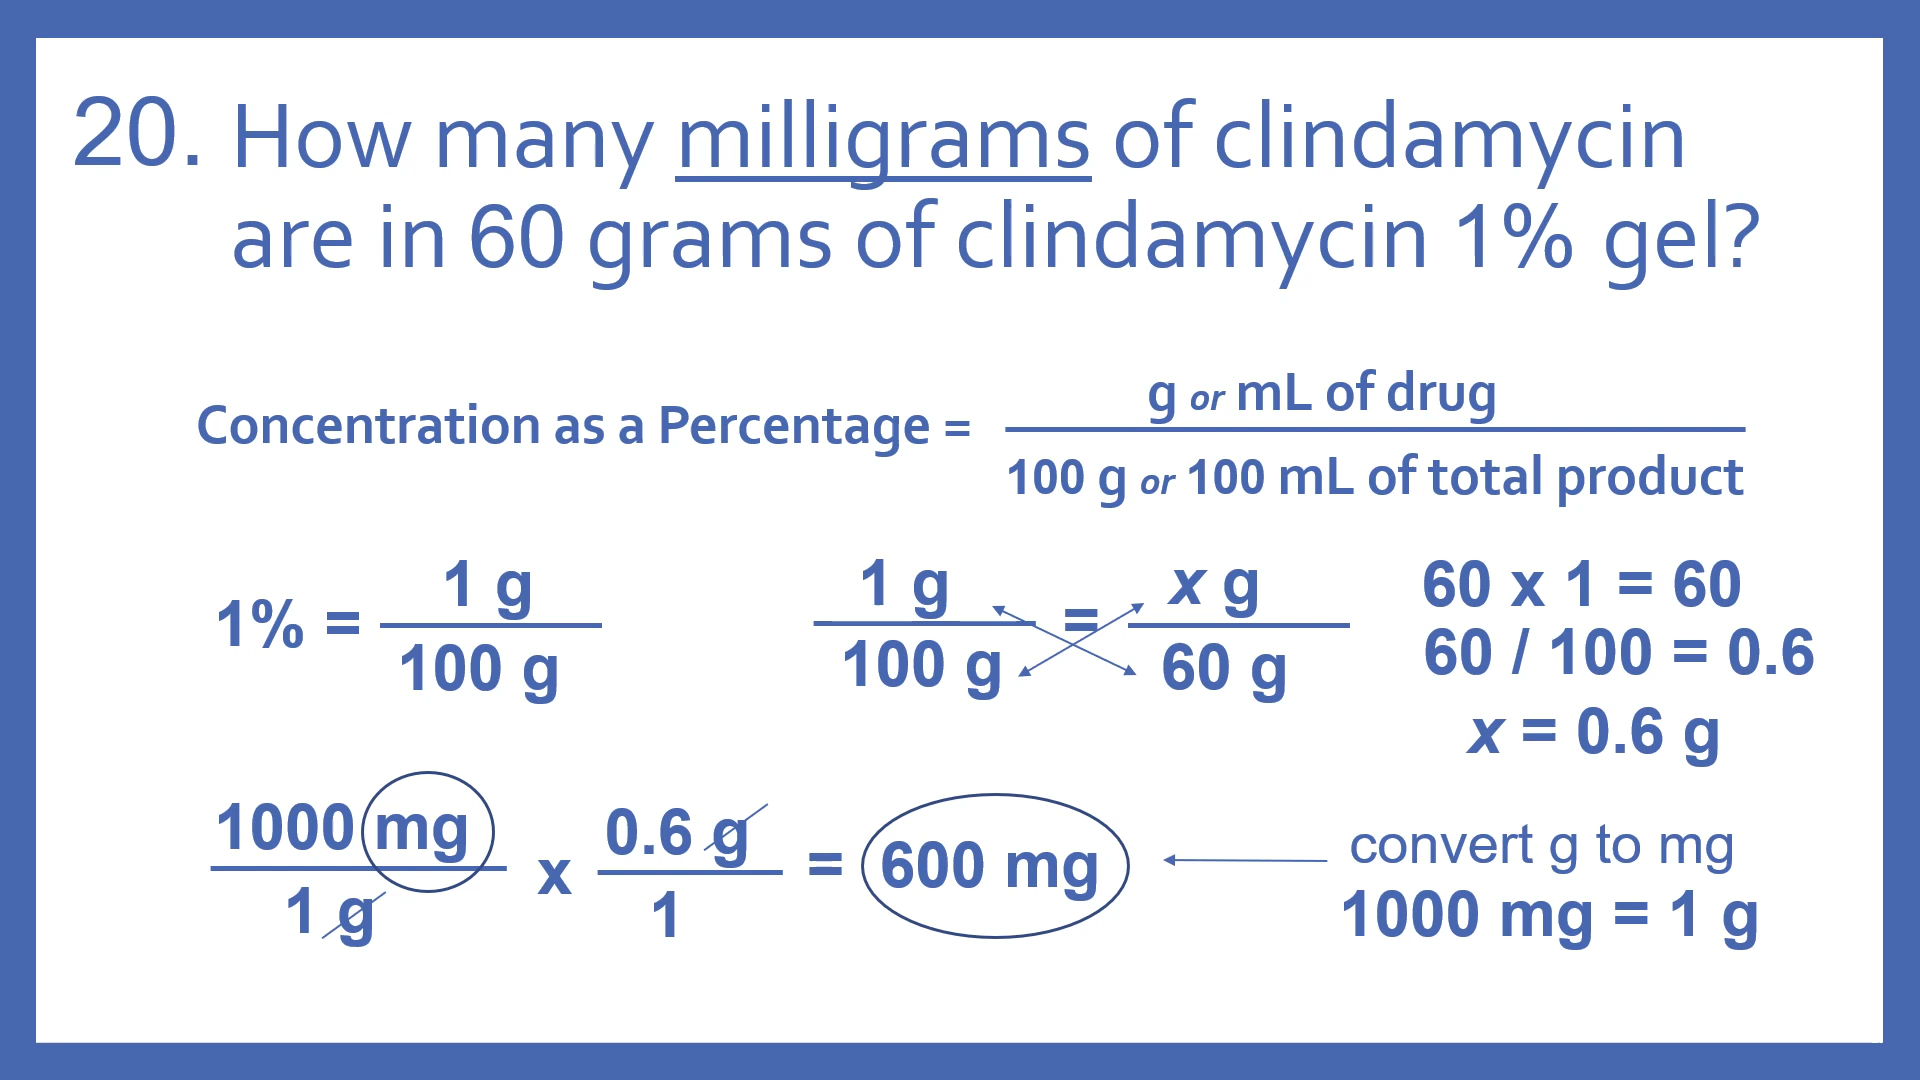 20. How many milligrams of clindamycin
are in 60 grams of clindamycin 1% gel?
Concentration as a Percentage =
g or mL of drug
100 g or 100 mL of total product
1% =
1 g
100 g
1 g
100 g
=
x g
60 g
60 x 1 = 60
60 / 100 = 0.6
x = 0.6 g
1000 mg
1 g
x
0.6 g
1
=
600 mg
convert g to mg
1000 mg = 1 g